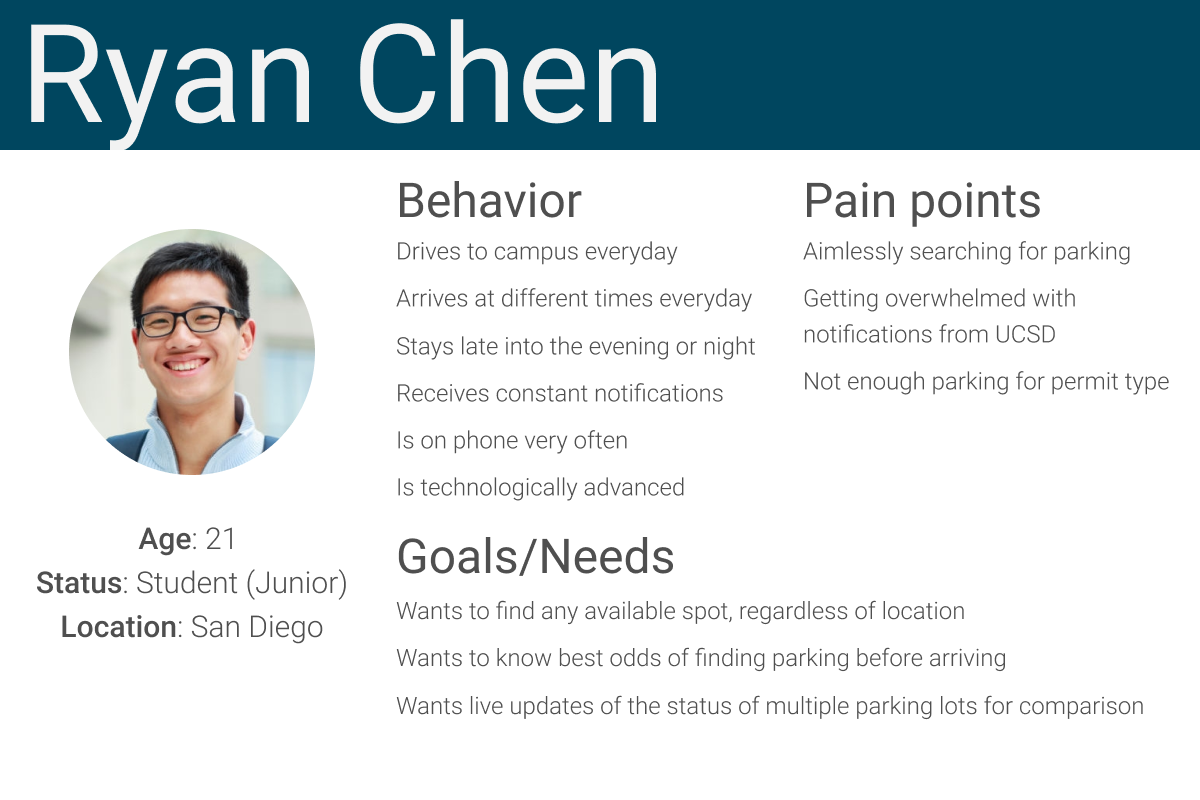 Ryan Chen
Age: 21
Status: Student (Junior)
Location: San Diego
Behavior
Drives to campus everyday
Arrives at different times everyday
Stays late into the evening or night
Receives constant notifications
Is on phone very often
Is technologically advanced
Pain points
Aimlessly searching for parking
Getting overwhelmed with
notifications from UCSD
Not enough parking for permit type
Goals/Needs
Wants to find any available spot, regardless of location
Wants to know best odds of finding parking before arriving
Wants live updates of the status of multiple parking lots for comparison